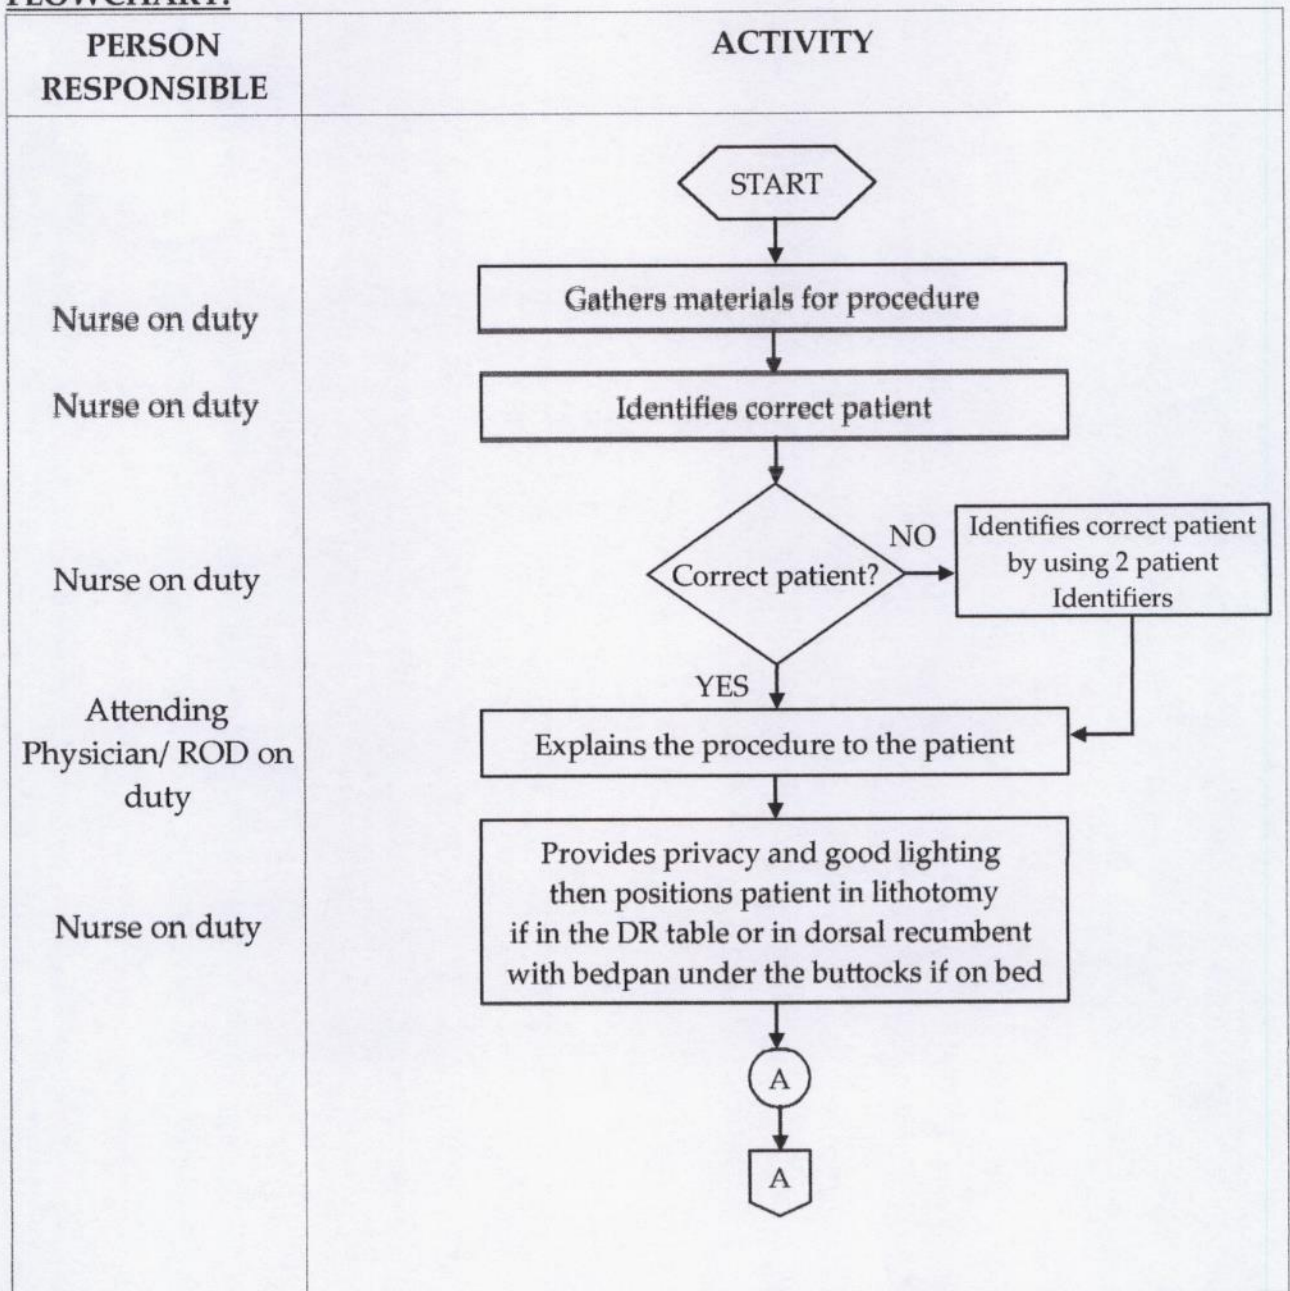 FLOWCHART:
PERSON
RESPONSIBLE
ACTIVITY
START
Nurse on duty
Gathers materials for procedure
Nurse on duty
Identifies correct patient
Nurse on duty
Correct patient?
NO
Identifies correct patient
by using 2 patient
Identifiers
YES
Attending
Physician/ ROD on
duty
Explains the procedure to the patient
Nurse on duty
Provides privacy and good lighting
then positions patient in lithotomy
if in the DR table or in dorsal recumbent
with bedpan under the buttocks if on bed
A
A